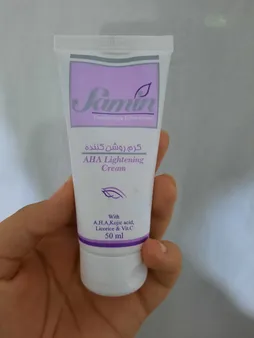 Samin
کرم روشن کننده
AHA Lightening
Cream
With
A.H.A,Kojic acid,
Licorice & Vit.C
50 ml